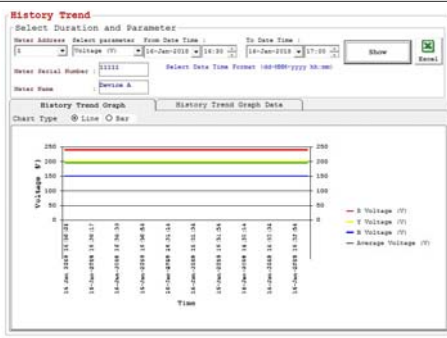 History Trend
Select Duration and Parameter
Meter Address Select parameter From Date Time : To Date Time :
Voltage (V) 16-Jan-2018 16:30 16-Jan-2018 17:00 Show
Excel
Meter Serial Number : 11111 Select Date Time Format (dd-MMM-yyyy hh:mm)
Meter Name : Device A
History Trend Graph History Trend Graph Data
Chart Type Line Bar
250 250
200 200
150 150
100 100
50 50
0 0
Voltage (V)
R Voltage (V)
Y Voltage (V)
B Voltage (V)
Average Voltage (V)
Time